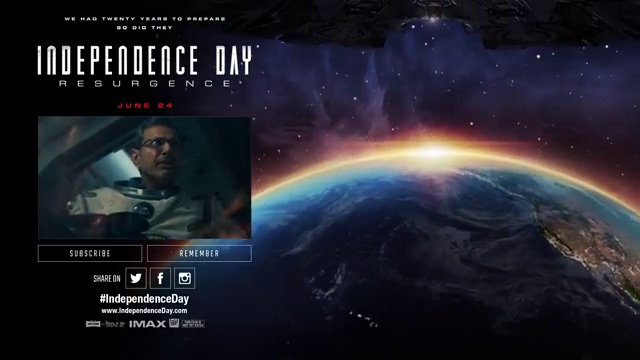 WE HAD TWENTY YEARS TO PREPARE
SO DID THEY
INDEPENDENCE DAY
RESURGENCE
JUNE 24
SUBSCRIBE
REMEMBER
SHARE ON
#IndependenceDay
www.IndependenceDay.com
IMAX